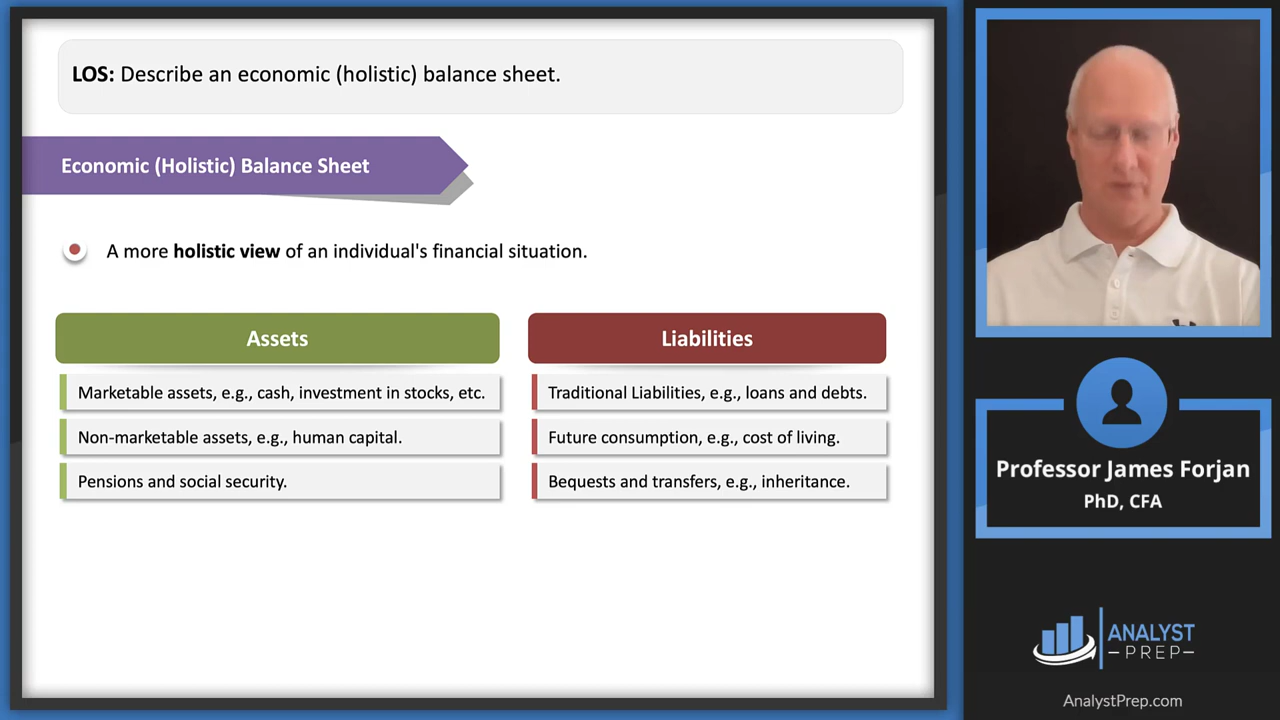 LOS: Describe an economic (holistic) balance sheet.
Economic (Holistic) Balance Sheet
A more holistic view of an individual's financial situation.
Assets
Marketable assets, e.g., cash, investment in stocks, etc.
Non-marketable assets, e.g., human capital.
Pensions and social security.
Liabilities
Traditional Liabilities, e.g., loans and debts.
Future consumption, e.g., cost of living.
Bequests and transfers, e.g., inheritance.
Professor James Forjan
PhD, CFA
ANALYST
PREP
AnalystPrep.com